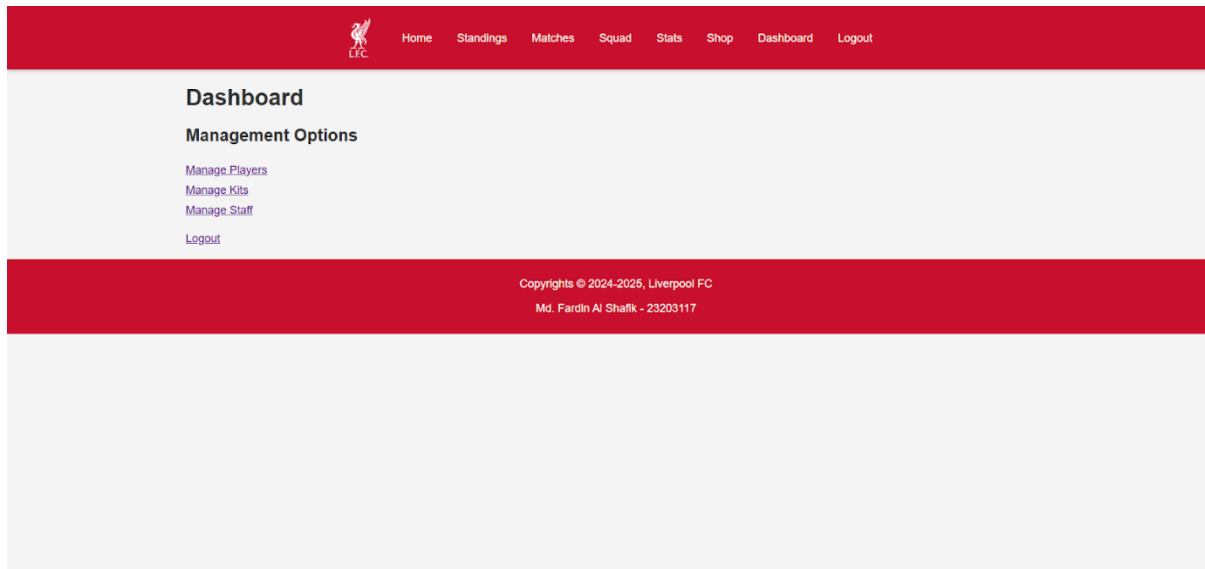 L.F.C.
Home Standings Matches Squad Stats Shop Dashboard Logout
Dashboard
Management Options
Manage Players
Manage Kits
Manage Staff
Logout
Copyrights © 2024-2025, Liverpool FC
Md. Fardin Al Shafik - 23203117